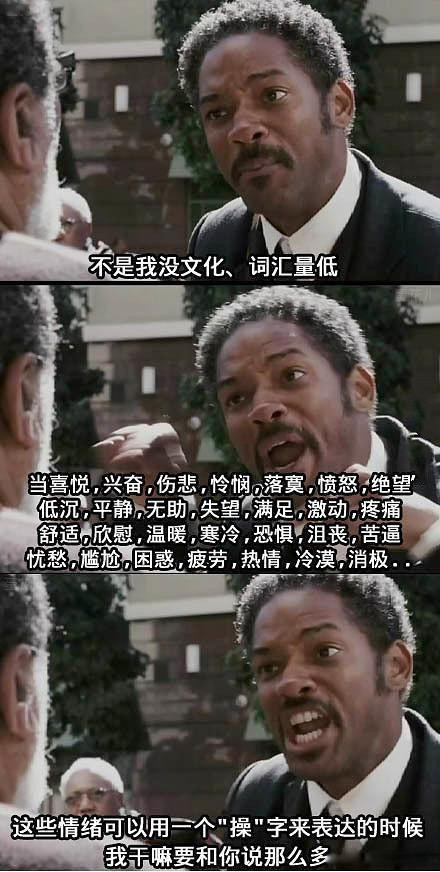 不是我没文化、词汇量低
当喜悦,兴奋,伤悲,怜悯,落寞,愤怒,绝望,
低沉,平静,无助,失望,满足,激动,疼痛
舒适,欣慰,温暖,寒冷,恐惧,沮丧,苦逼
忧愁,尴尬,困惑,疲劳,热情,冷漠,消极...
这些情绪可以用一个"操"字来表达的时候
我干嘛要和你说那么多